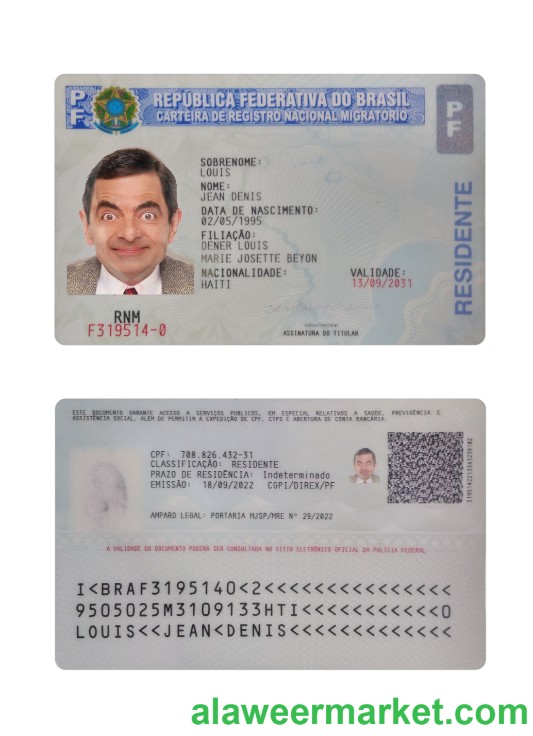 PF
REPÚBLICA FEDERATIVA DO BRASIL
CARTEIRA DE REGISTRO NACIONAL MIGRATÓRIO
PF
SOBRENOME:
LOUIS
NOME:
JEAN DENIS
DATA DE NASCIMENTO:
02/05/1995
FILIAÇÃO:
DENER LOUIS
MARIE JOSETTE BEYON
NACIONALIDADE:
HAITI
VALIDADE:
13/09/2031
RESIDENTE
RNM
F319514-0
ASSINATURA DO TITULAR
ESTE DOCUMENTO GARANTE ACESSO A SERVIÇOS PÚBLICOS, EM ESPECIAL RELATIVOS A SAÚDE, PREVIDÊNCIA E
ASSISTÊNCIA SOCIAL, ALEM DE PERMITIR A EXPEDIÇÃO DE CPF, CTPS E ABERTURA DE CONTA BANCÁRIA.
CPF: 708.826.432-31
CLASSIFICAÇÃO: RESIDENTE
PRAZO DE RESIDÊNCIA: Indeterminado
EMISSÃO: 18/09/2022 CGPI/DIREX/PF
AMPARO LEGAL: PORTARIA MJSP/MRE Nº 29/2022
A VALIDADE DO DOCUMENTO PODERÁ SER CONSULTADA NO SITIO ELETRÔNICO OFICIAL DA POLÍCIA FEDERAL
I<BRAF3195140<2<<<<<<<<<<<<<<<
9505025M3109133HTI<<<<<<<<<<<0
LOUIS<<JEAN<DENIS<<<<<<<<<<<<<
alaweermarket.com